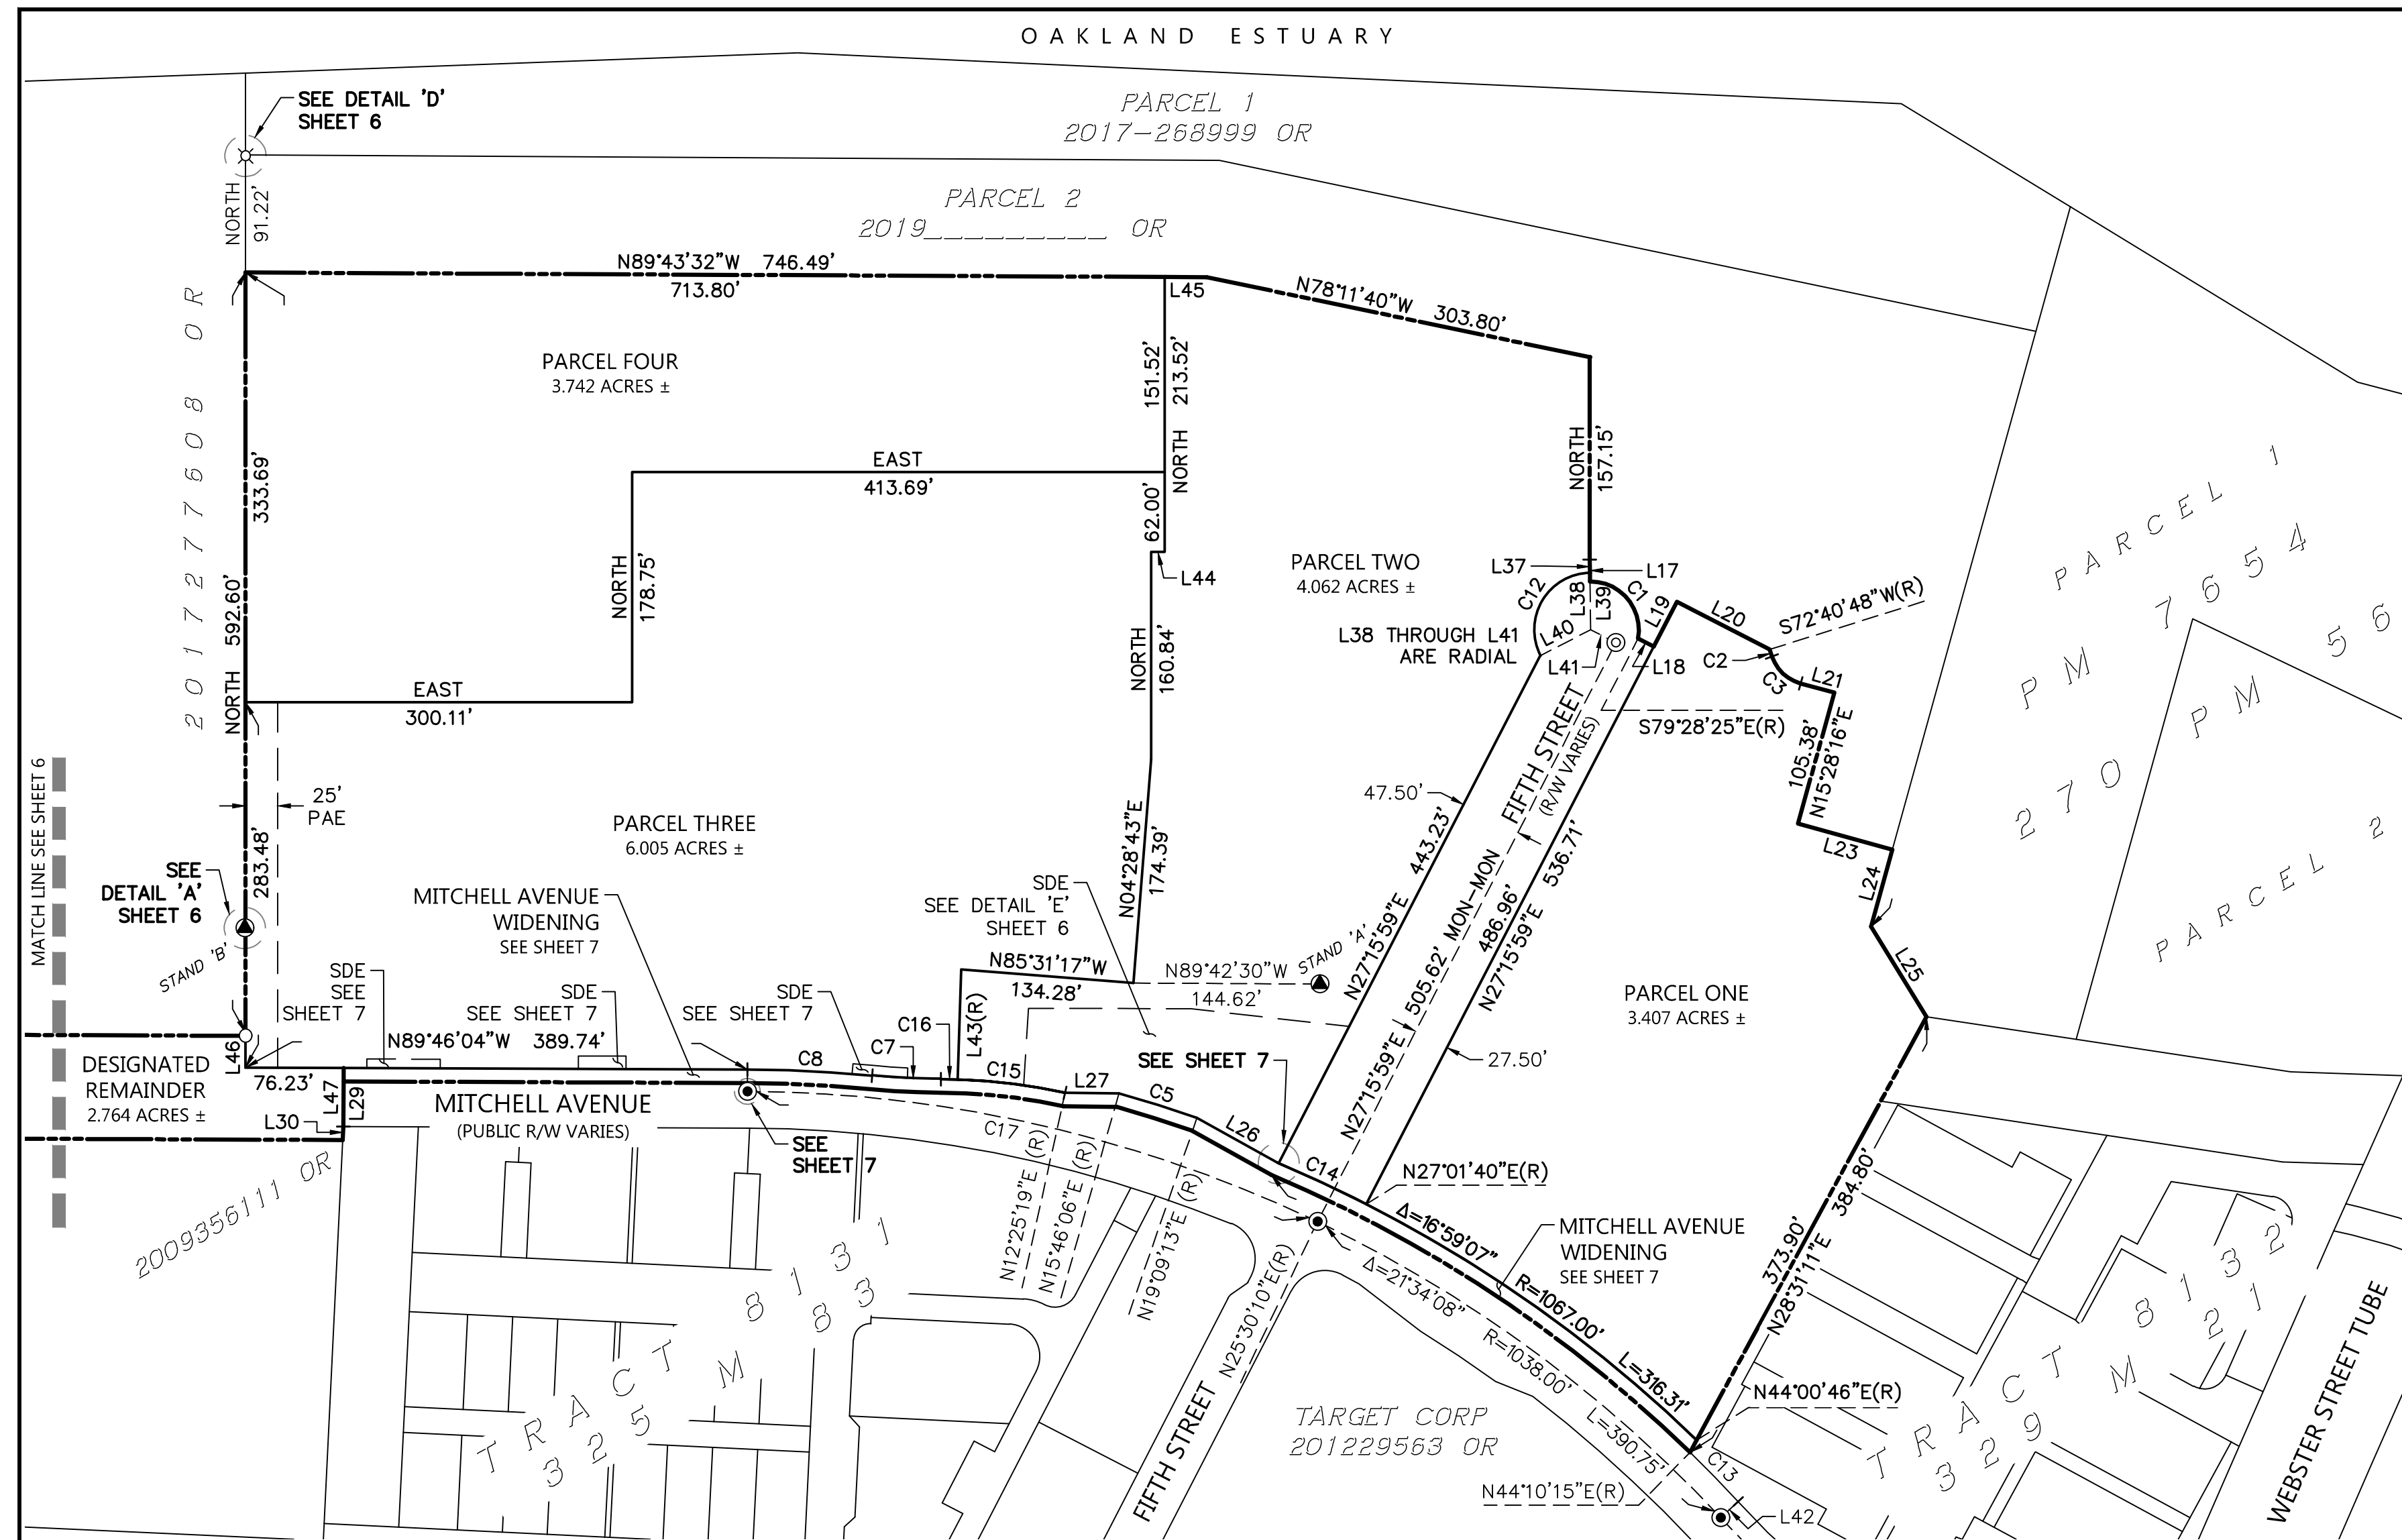 OAKLAND ESTUARY
SEE DETAIL 'D'
SHEET 6
PARCEL 1
2017-268999 OR
NORTH
91.22'
PARCEL 2
2019__________ OR
N89°43'32"W 746.49'
713.80'
L45
N78°11'40"W 303.80'
2017277608 OR
PARCEL FOUR
3.742 ACRES ±
151.52'
213.52'
NORTH
333.69'
EAST
413.69'
62.00'
NORTH
157.15'
NORTH
178.75'
592.60'
NORTH
L44
PARCEL TWO
4.062 ACRES ±
L37
L17
C12
L38
L39
C1
L19
L20
S72°40'48"W(R)
L38 THROUGH L41
ARE RADIAL
L40
L41
L18
C2
C3
L21
S79°28'25"E(R)
105.38'
N15°28'16"E
L23
L24
L25
PARCEL 1
PM 7654
270 PM 56
PARCEL 2
EAST
300.11'
NORTH
160.84'
MATCH LINE SEE SHEET 6
25'
PAE
283.48'
PARCEL THREE
6.005 ACRES ±
N04°28'43"E
174.39'
47.50'
FIFTH STREET
(R/W VARIES)
443.23'
N27°15'59"E
536.71'
486.96'
N27°15'59"E
N27°15'59"E 505.62' MON-MON
SEE
DETAIL 'A'
SHEET 6
STAND 'B'
MITCHELL AVENUE
WIDENING
SEE SHEET 7
SDE
SEE DETAIL 'E'
SHEET 6
STAND 'A'
N85°31'17"W
134.28'
N89°42'30"W
144.62'
PARCEL ONE
3.407 ACRES ±
SDE
SEE
SHEET 7
SDE
SEE SHEET 7
SDE
SEE SHEET 7
N89°46'04"W 389.74'
C8
C7
C16
L43(R)
C15
L27
C5
L26
SEE SHEET 7
27.50'
DESIGNATED
REMAINDER
2.764 ACRES ±
L46
76.23'
L47
L29
L30
MITCHELL AVENUE
(PUBLIC R/W VARIES)
SEE
SHEET 7
C17
C14
N27°01'40"E(R)
N12°25'19"E (R)
N15°46'06"E (R)
N19°09'13"E (R)
N25°30'10"E(R)
Δ=16°59'07"
R=1067.00'
L=316.31'
Δ=21°34'08"
R=1038.00'
L=390.75'
MITCHELL AVENUE
WIDENING
SEE SHEET 7
384.80'
373.90'
N28°31'11"E
2009356111 OR
TRACT 8131
325 M 83
FIFTH STREET
TARGET CORP
201229563 OR
N44°00'46"E(R)
C13
N44°10'15"E(R)
L42
TRACT 8132
329 M 21
WEBSTER STREET TUBE